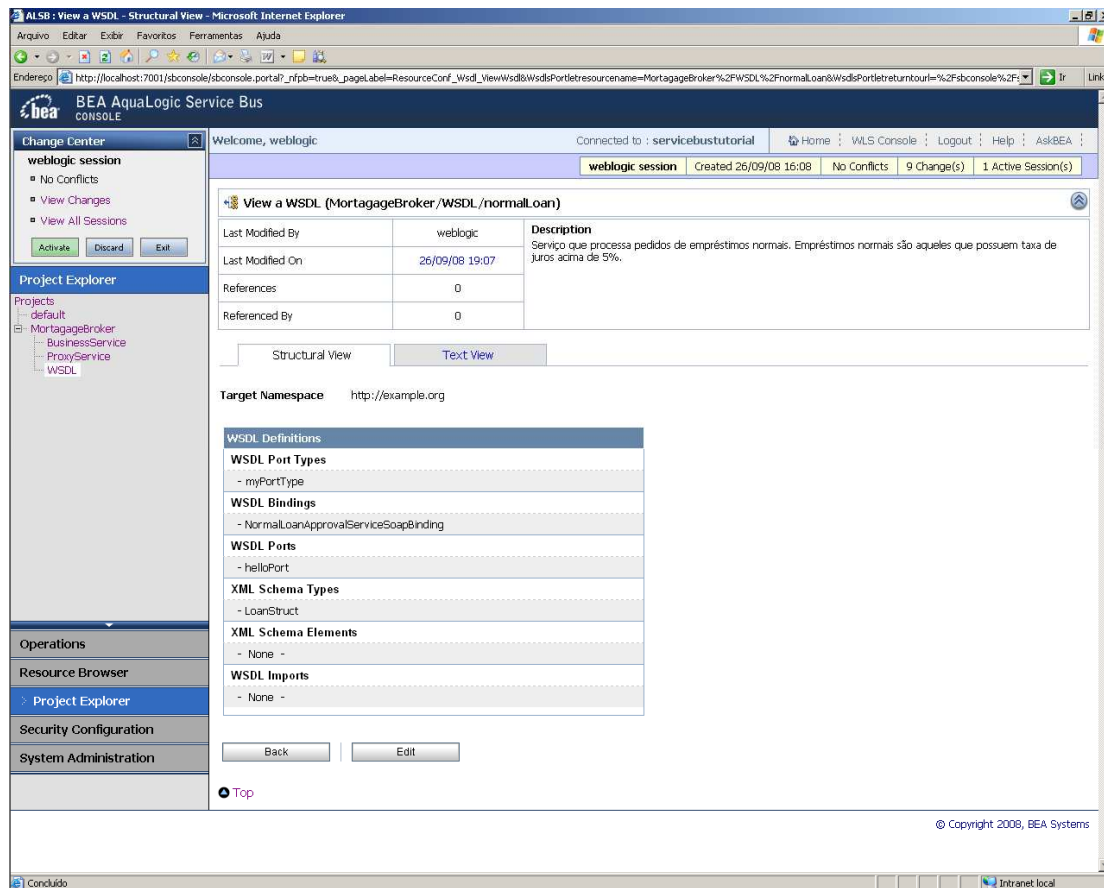 ALSB : View a WSDL - Structural View - Microsoft Internet Explorer
Arquivo Editar Exibir Favoritos Ferramentas Ajuda
Endereço http://localhost:7001/sbconsole/sbconsole.portal?_nfpb=true&_pageLabel=ResourceConf_Wsdl_ViewWsdl&WsdlsPortletresourcename=MortagageBroker%2FWSDL%2FnormalLoan&WsdlsPortletreturntourl=%2Fsbconsole%2Fs Ir Link
bea BEA AquaLogic Service Bus
CONSOLE
Change Center
weblogic session
No Conflicts
View Changes
View All Sessions
Activate Discard Exit
Project Explorer
Projects
default
MortagageBroker
BusinessService
ProxyService
WSDL
Operations
Resource Browser
Project Explorer
Security Configuration
System Administration
Welcome, weblogic Connected to : servicebustutorial Home WLS Console Logout Help AskBEA
weblogic session Created 26/09/08 16:08 No Conflicts 9 Change(s) 1 Active Session(s)
View a WSDL (MortagageBroker/WSDL/normalLoan)
Last Modified By weblogic
Last Modified On 26/09/08 19:07
References 0
Referenced By 0
Description
Serviço que processa pedidos de empréstimos normais. Empréstimos normais são aqueles que possuem taxa de
juros acima de 5%.
Structural View Text View
Target Namespace http://example.org
WSDL Definitions
WSDL Port Types
- myPortType
WSDL Bindings
- NormalLoanApprovalServiceSoapBinding
WSDL Ports
- helloPort
XML Schema Types
- LoanStruct
XML Schema Elements
- None -
WSDL Imports
- None -
Back Edit
Top
© Copyright 2008, BEA Systems
Concluído Intranet local